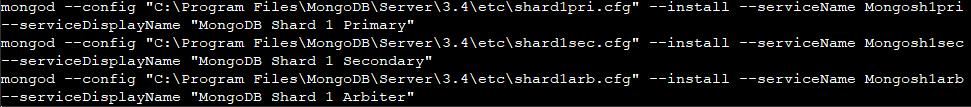 mongod --config "C:\Program Files\MongoDB\Server\3.4\etc\shard1pri.cfg" --install --serviceName Mongosh1pri
--serviceDisplayName "MongoDB Shard 1 Primary"
mongod --config "C:\Program Files\MongoDB\Server\3.4\etc\shard1sec.cfg" --install --serviceName Mongosh1sec
--serviceDisplayName "MongoDB Shard 1 Secondary"
mongod --config "C:\Program Files\MongoDB\Server\3.4\etc\shard1arb.cfg" --install --serviceName Mongosh1arb
--serviceDisplayName "MongoDB Shard 1 Arbiter"